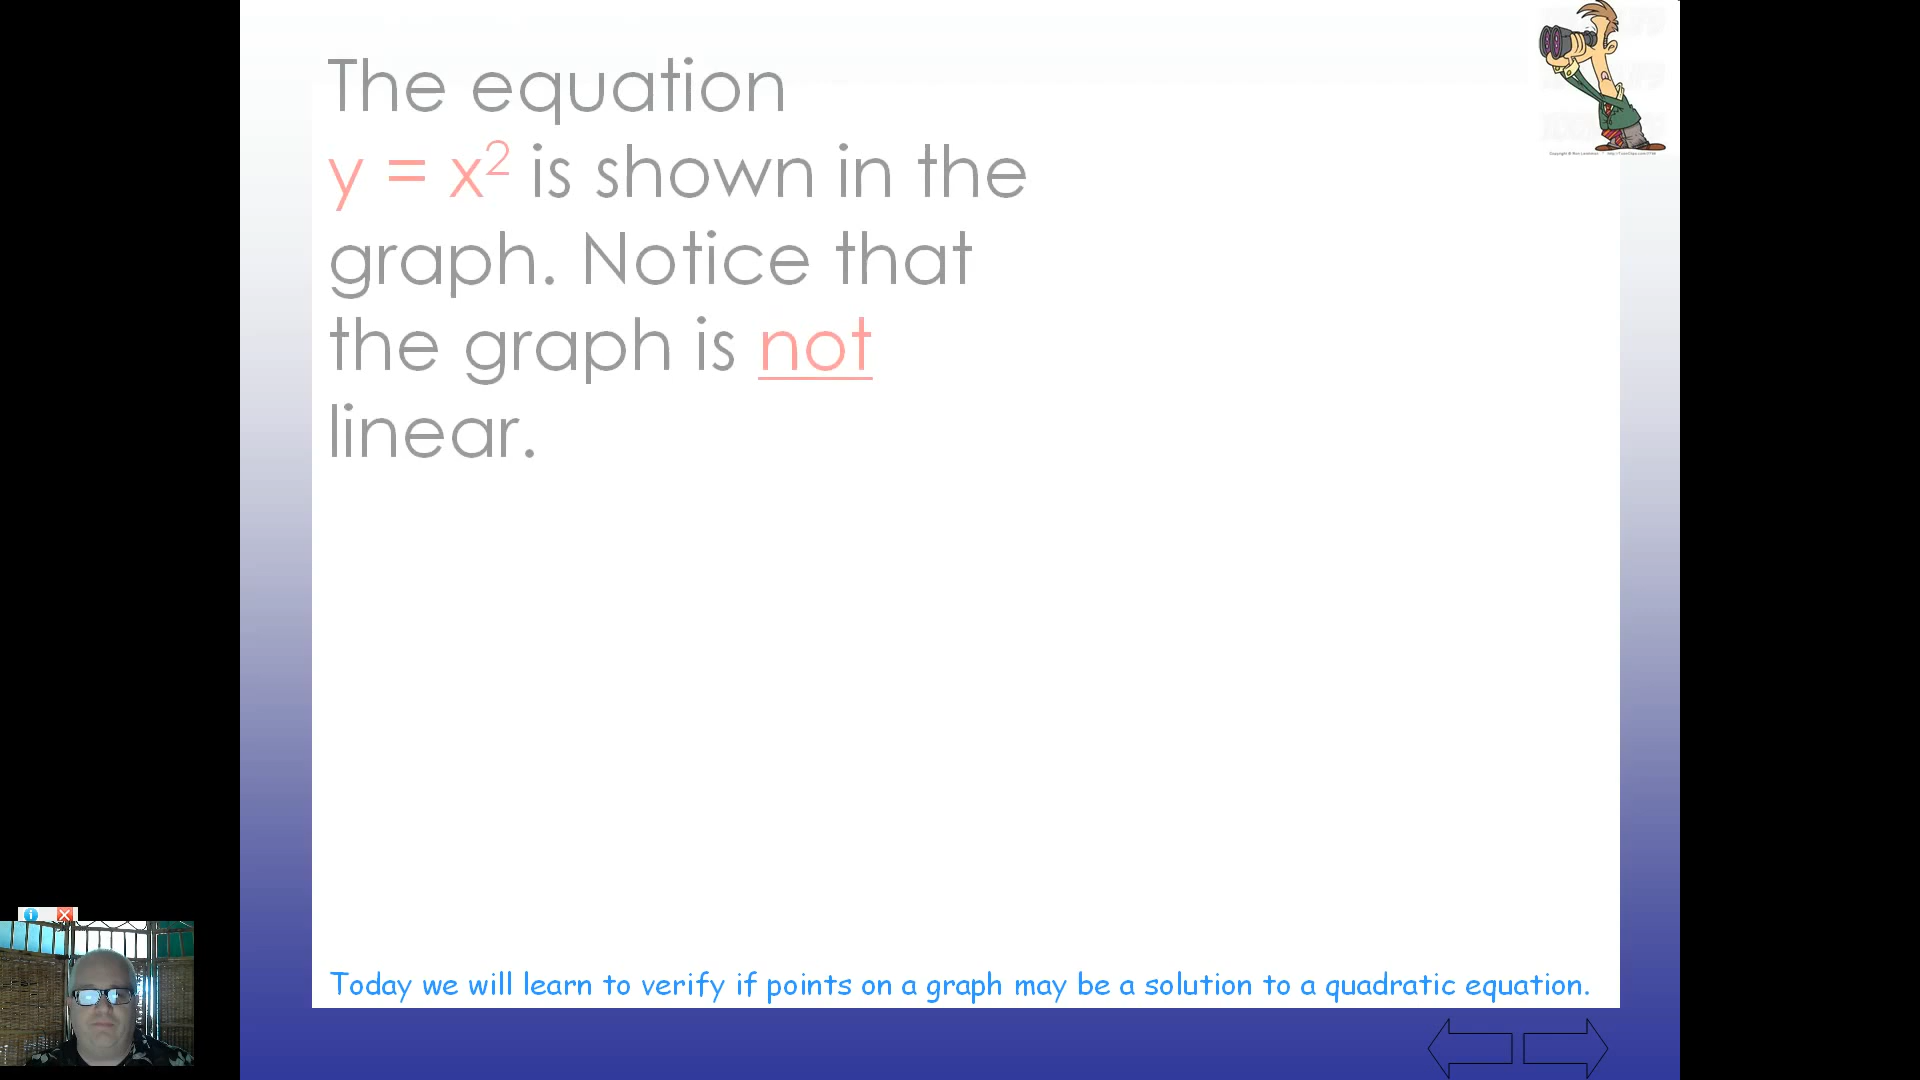 The equation
y = x² is shown in the
graph. Notice that
the graph is not
linear.
Today we will learn to verify if points on a graph may be a solution to a quadratic equation.